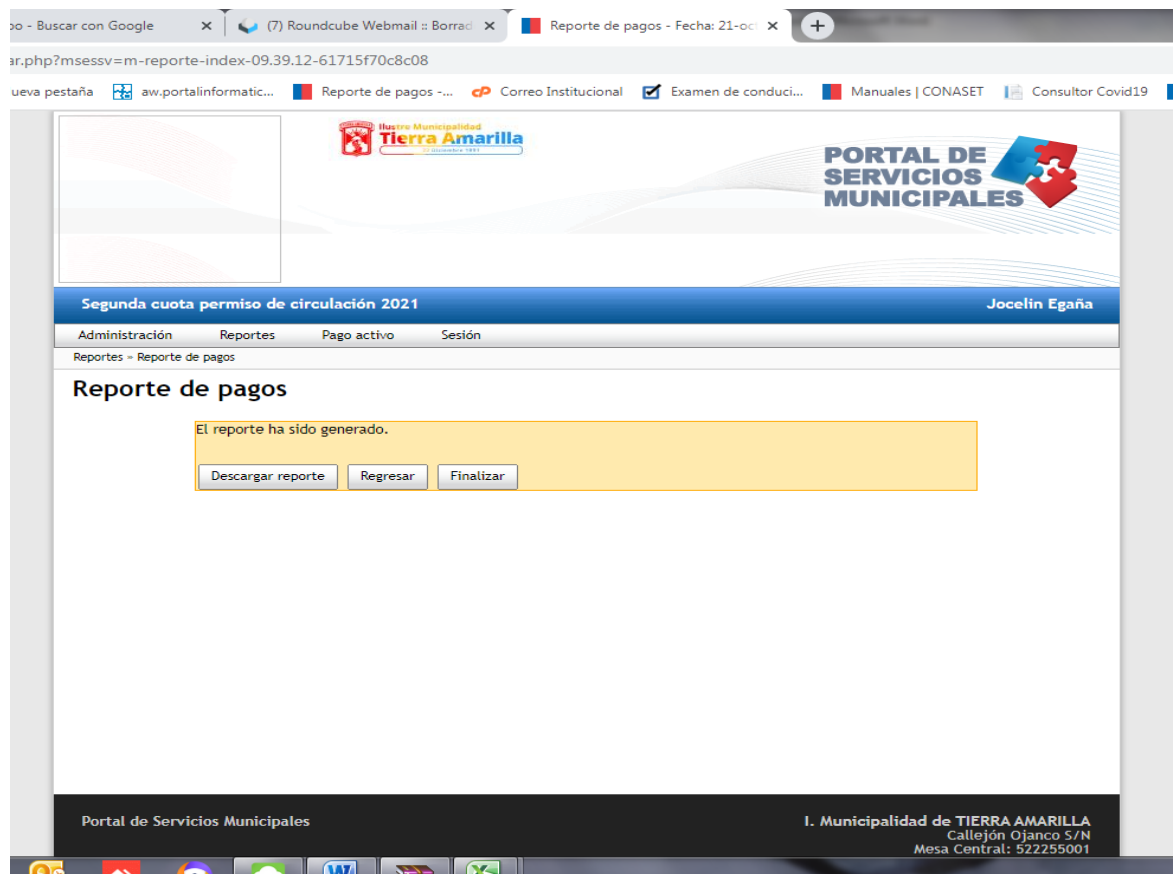 oo - Buscar con Google
(7) Roundcube Webmail :: Borrad
Reporte de pagos - Fecha: 21-oc
ar.php?msessv=m-reporte-index-09.39.12-61715f70c8c08
ueva pestaña aw.portalinformatic... Reporte de pagos -... Correo Institucional Examen de conduci... Manuales | CONASET Consultor Covid19
Ilustre Municipalidad
Tierra Amarilla
PORTAL DE
SERVICIOS
MUNICIPALES
Segunda cuota permiso de circulación 2021 Jocelin Egaña
Administración Reportes Pago activo Sesión
Reportes - Reporte de pagos
Reporte de pagos
El reporte ha sido generado.
Descargar reporte Regresar Finalizar
Portal de Servicios Municipales
I. Municipalidad de TIERRA AMARILLA
Callejón Ojanco S/N
Mesa Central: 522255001